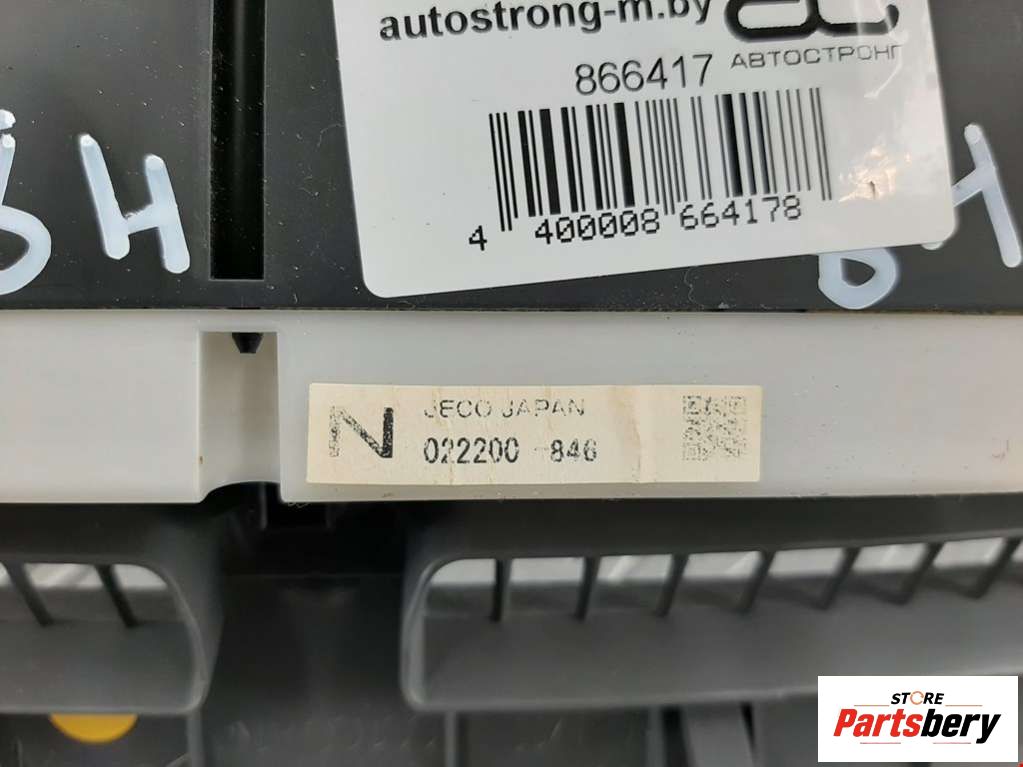 autostrong-m.by
866417 АВТОСТРОНГ
4 400008 664178
N JECO JAPAN
022200-846
STORE
Partsbery